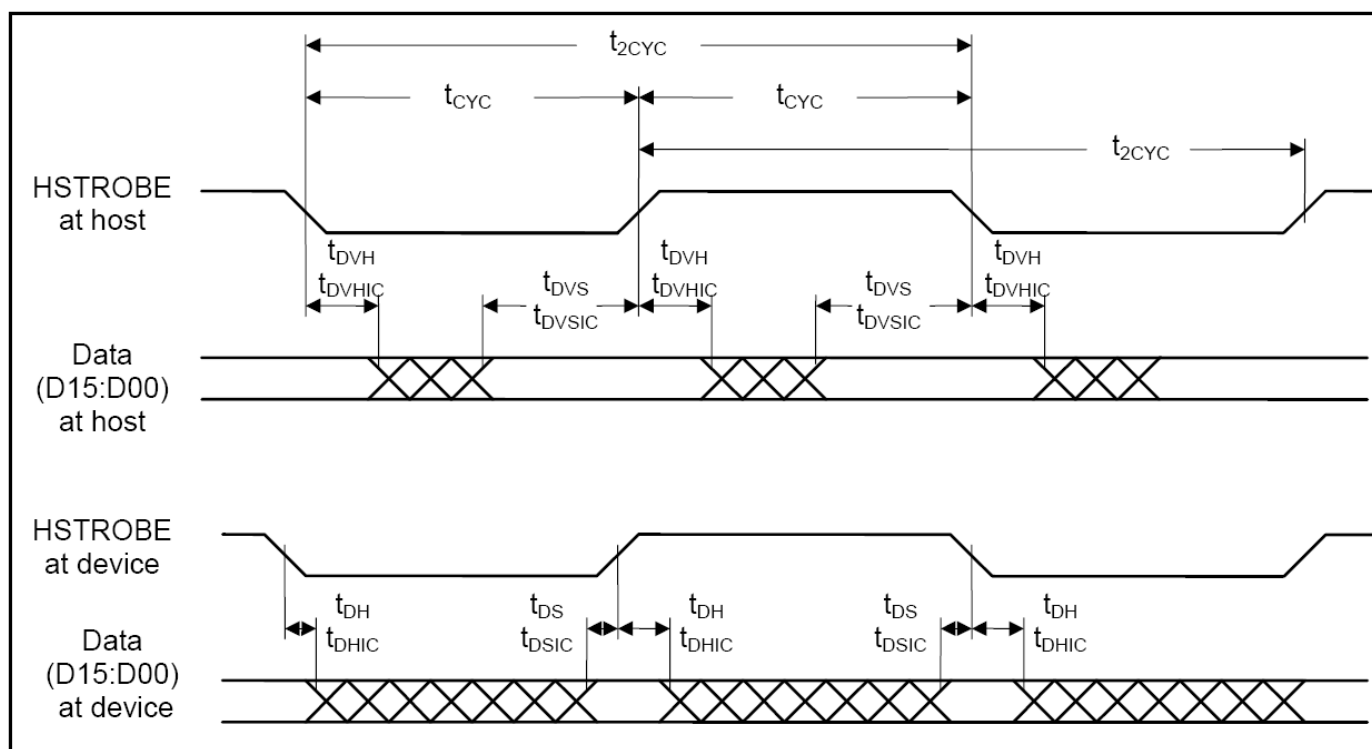 t2CYC
tCYC tCYC
t2CYC
HSTROBE
at host
tDVH tDVH tDVH
tDVHIC tDVS tDVHIC tDVS tDVHIC
tDVSIC tDVSIC
Data
(D15:D00)
at host
HSTROBE
at device
tDH tDS tDH tDS tDH
tDHIC tDSIC tDHIC tDSIC tDHIC
Data
(D15:D00)
at device